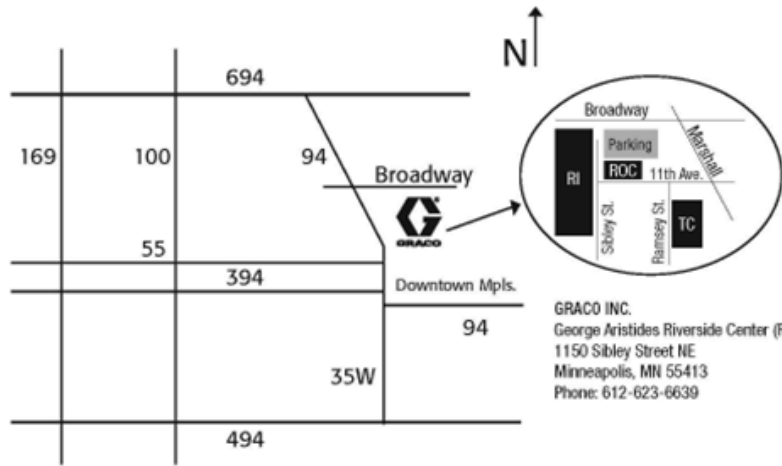 N
694
169
100
94
Broadway
GRACO
55
394
Downtown Mpls.
94
35W
494
Broadway
Parking
Marshall
RI
ROC
11th Ave.
Sibley St.
Ramsey St.
TC
GRACO INC.
George Aristides Riverside Center (R
1150 Sibley Street NE
Minneapolis, MN 55413
Phone: 612-623-6639